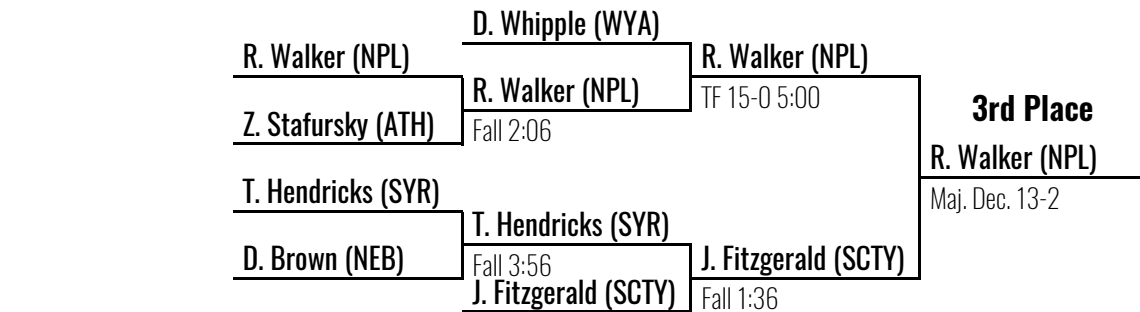 D. Whipple (WYA)
R. Walker (NPL)
R. Walker (NPL)
R. Walker (NPL)
TF 15-0 5:00
3rd Place
Z. Stafursky (ATH)
Fall 2:06
R. Walker (NPL)
T. Hendricks (SYR)
Maj. Dec. 13-2
T. Hendricks (SYR)
D. Brown (NEB)
Fall 3:56
J. Fitzgerald (SCTY)
J. Fitzgerald (SCTY)
Fall 1:36